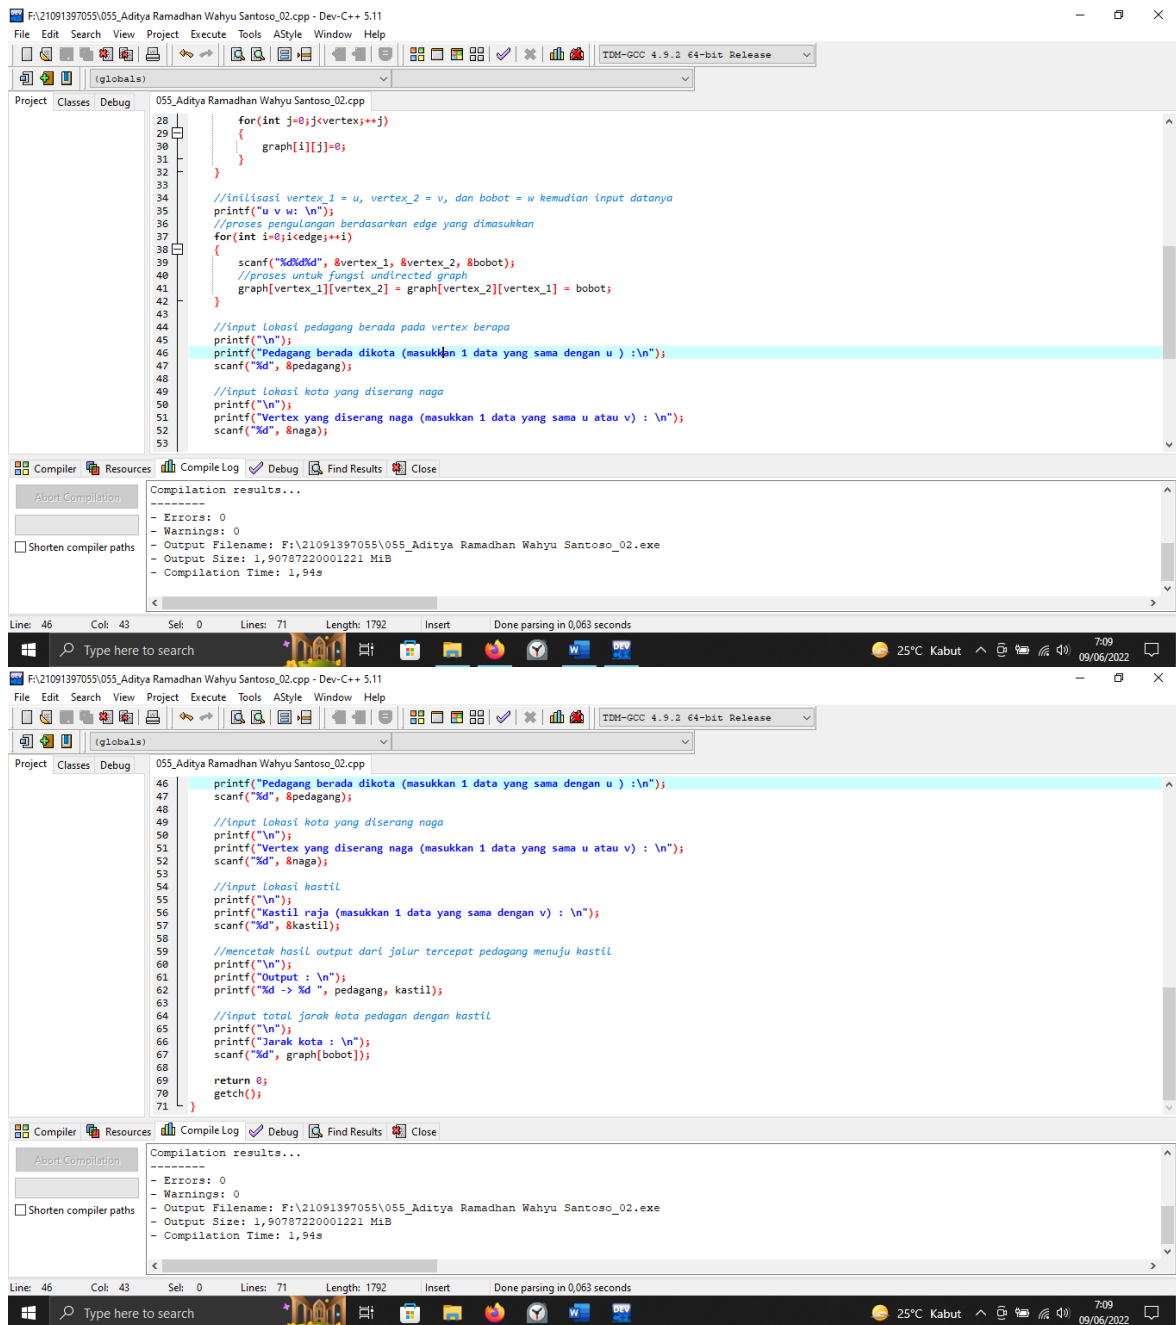 F:\21091397055\055_Aditya Ramadhan Wahyu Santoso_02.cpp - Dev-C++ 5.11
File Edit Search View Project Execute Tools AStyle Window Help
TDM-GCC 4.9.2 64-bit Release
(globals)
Project Classes Debug 055_Aditya Ramadhan Wahyu Santoso_02.cpp
28 for(int j=0;j<vertex;++j)
29 {
30 graph[i][j]=0;
31 }
32 }
33
34 //inilisasi vertex_1 = u, vertex_2 = v, dan bobot = w kemudian input datanya
35 printf("u v w: \n");
36 //proses pengulangan berdasarkan edge yang dimasukkan
37 for(int i=0;i<edge;++i)
38 {
39 scanf("%d%d%d", &vertex_1, &vertex_2, &bobot);
40 //proses untuk fungsi undirected graph
41 graph[vertex_1][vertex_2] = graph[vertex_2][vertex_1] = bobot;
42 }
43
44 //input lokasi pedagang berada pada vertex berapa
45 printf("\n");
46 printf("Pedagang berada dikota (masukkan 1 data yang sama dengan u ) :\n");
47 scanf("%d", &pedagang);
48
49 //input lokasi kota yang diserang naga
50 printf("\n");
51 printf("Vertex yang diserang naga (masukkan 1 data yang sama u atau v) : \n");
52 scanf("%d", &naga);
53
Compiler Resources Compile Log Debug Find Results Close
Abort Compilation
Shorten compiler paths
Compilation results...
--------
- Errors: 0
- Warnings: 0
- Output Filename: F:\21091397055\055_Aditya Ramadhan Wahyu Santoso_02.exe
- Output Size: 1,90787220001221 MiB
- Compilation Time: 1,94s
Line: 46 Col: 43 Sel: 0 Lines: 71 Length: 1792 Insert Done parsing in 0,063 seconds
Type here to search DEV 25°C Kabut 7:09
09/06/2022
F:\21091397055\055_Aditya Ramadhan Wahyu Santoso_02.cpp - Dev-C++ 5.11
File Edit Search View Project Execute Tools AStyle Window Help
TDM-GCC 4.9.2 64-bit Release
(globals)
Project Classes Debug 055_Aditya Ramadhan Wahyu Santoso_02.cpp
46 printf("Pedagang berada dikota (masukkan 1 data yang sama dengan u ) :\n");
47 scanf("%d", &pedagang);
48
49 //input lokasi kota yang diserang naga
50 printf("\n");
51 printf("Vertex yang diserang naga (masukkan 1 data yang sama u atau v) : \n");
52 scanf("%d", &naga);
53
54 //input lokasi kastil
55 printf("\n");
56 printf("Kastil raja (masukkan 1 data yang sama dengan v) : \n");
57 scanf("%d", &kastil);
58
59 //mencetak hasil output dari jalur tercepat pedagang menuju kastil
60 printf("\n");
61 printf("Output : \n");
62 printf("%d -> %d ", pedagang, kastil);
63
64 //input total jarak kota pedagan dengan kastil
65 printf("\n");
66 printf("Jarak kota : \n");
67 scanf("%d", graph[bobot]);
68
69 return 0;
70 getch();
71 }
Compiler Resources Compile Log Debug Find Results Close
Abort Compilation
Shorten compiler paths
Compilation results...
--------
- Errors: 0
- Warnings: 0
- Output Filename: F:\21091397055\055_Aditya Ramadhan Wahyu Santoso_02.exe
- Output Size: 1,90787220001221 MiB
- Compilation Time: 1,94s
Line: 46 Col: 43 Sel: 0 Lines: 71 Length: 1792 Insert Done parsing in 0,063 seconds
Type here to search DEV 25°C Kabut 7:09
09/06/2022